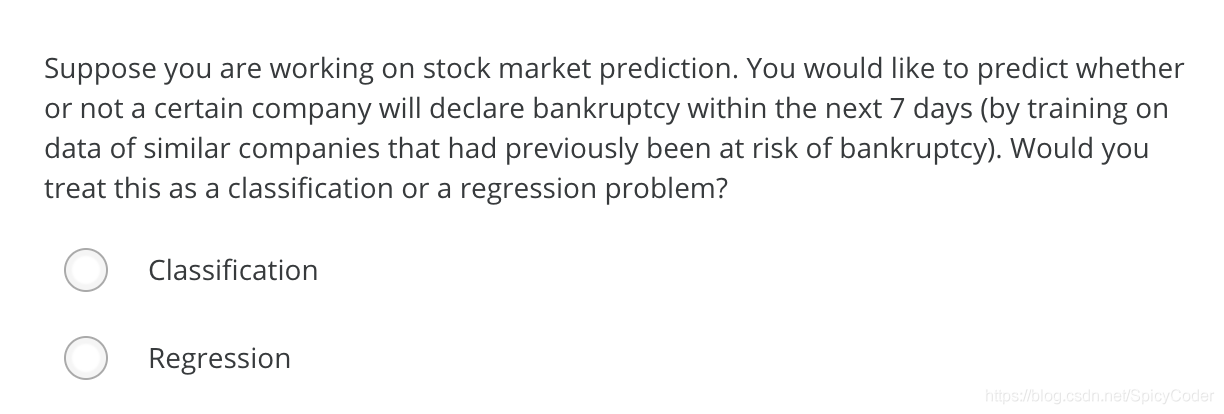 Suppose you are working on stock market prediction. You would like to predict whether
or not a certain company will declare bankruptcy within the next 7 days (by training on
data of similar companies that had previously been at risk of bankruptcy). Would you
treat this as a classification or a regression problem?
Classification
Regression
https://blog.csdn.net/SpicyCoder